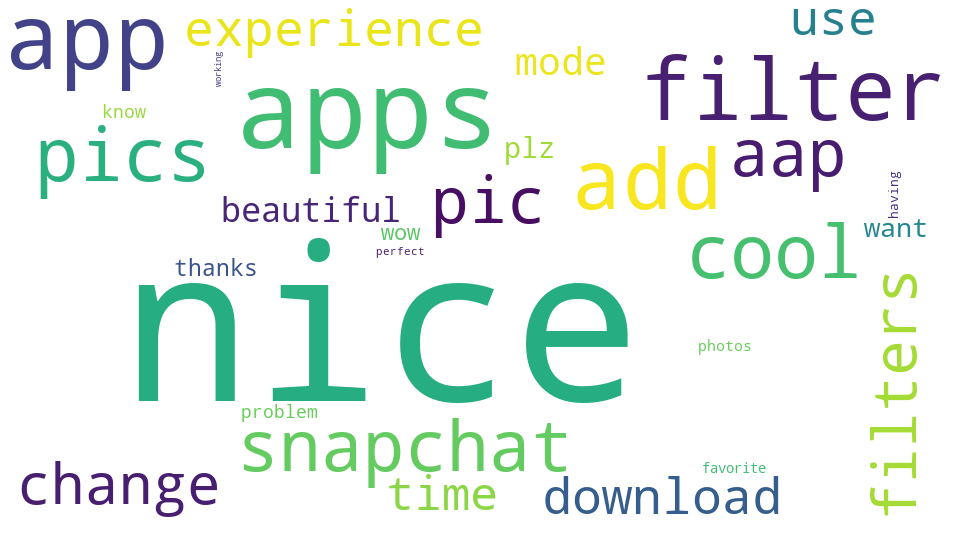 app
experience
use
working
mode
filter
know
apps
pics
plz
add
aap
pic
having
beautiful
wow
want
perfect
cool
thanks
nice
filters
photos
problem
snapchat
change
time
favorite
download